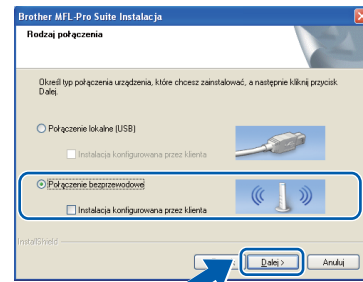 Brother MFL-Pro Suite Instalacja
Rodzaj połączenia
Określ typ połączenia urządzenia, które chcesz zainstalować, a następnie kliknij przycisk
Dalej.
Połączenie lokalne (USB)
Instalacja konfigurowana przez klienta
Połączenie bezprzewodowe
Instalacja konfigurowana przez klienta
InstallShield
Dalej > Anuluj